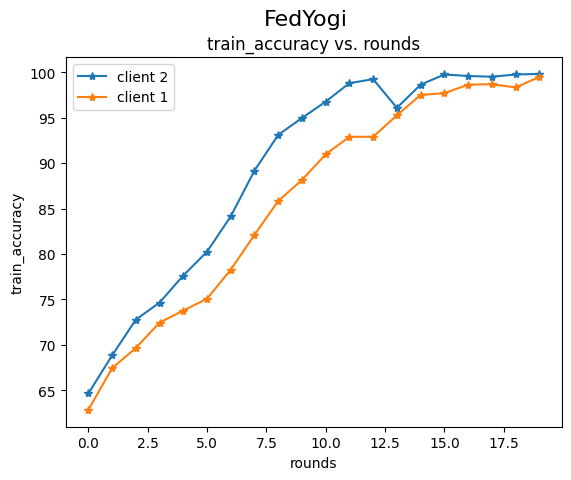 FedYogi
train_accuracy vs. rounds
client 2
client 1
train_accuracy
100
95
90
85
80
75
70
65
0.0 2.5 5.0 7.5 10.0 12.5 15.0 17.5
rounds